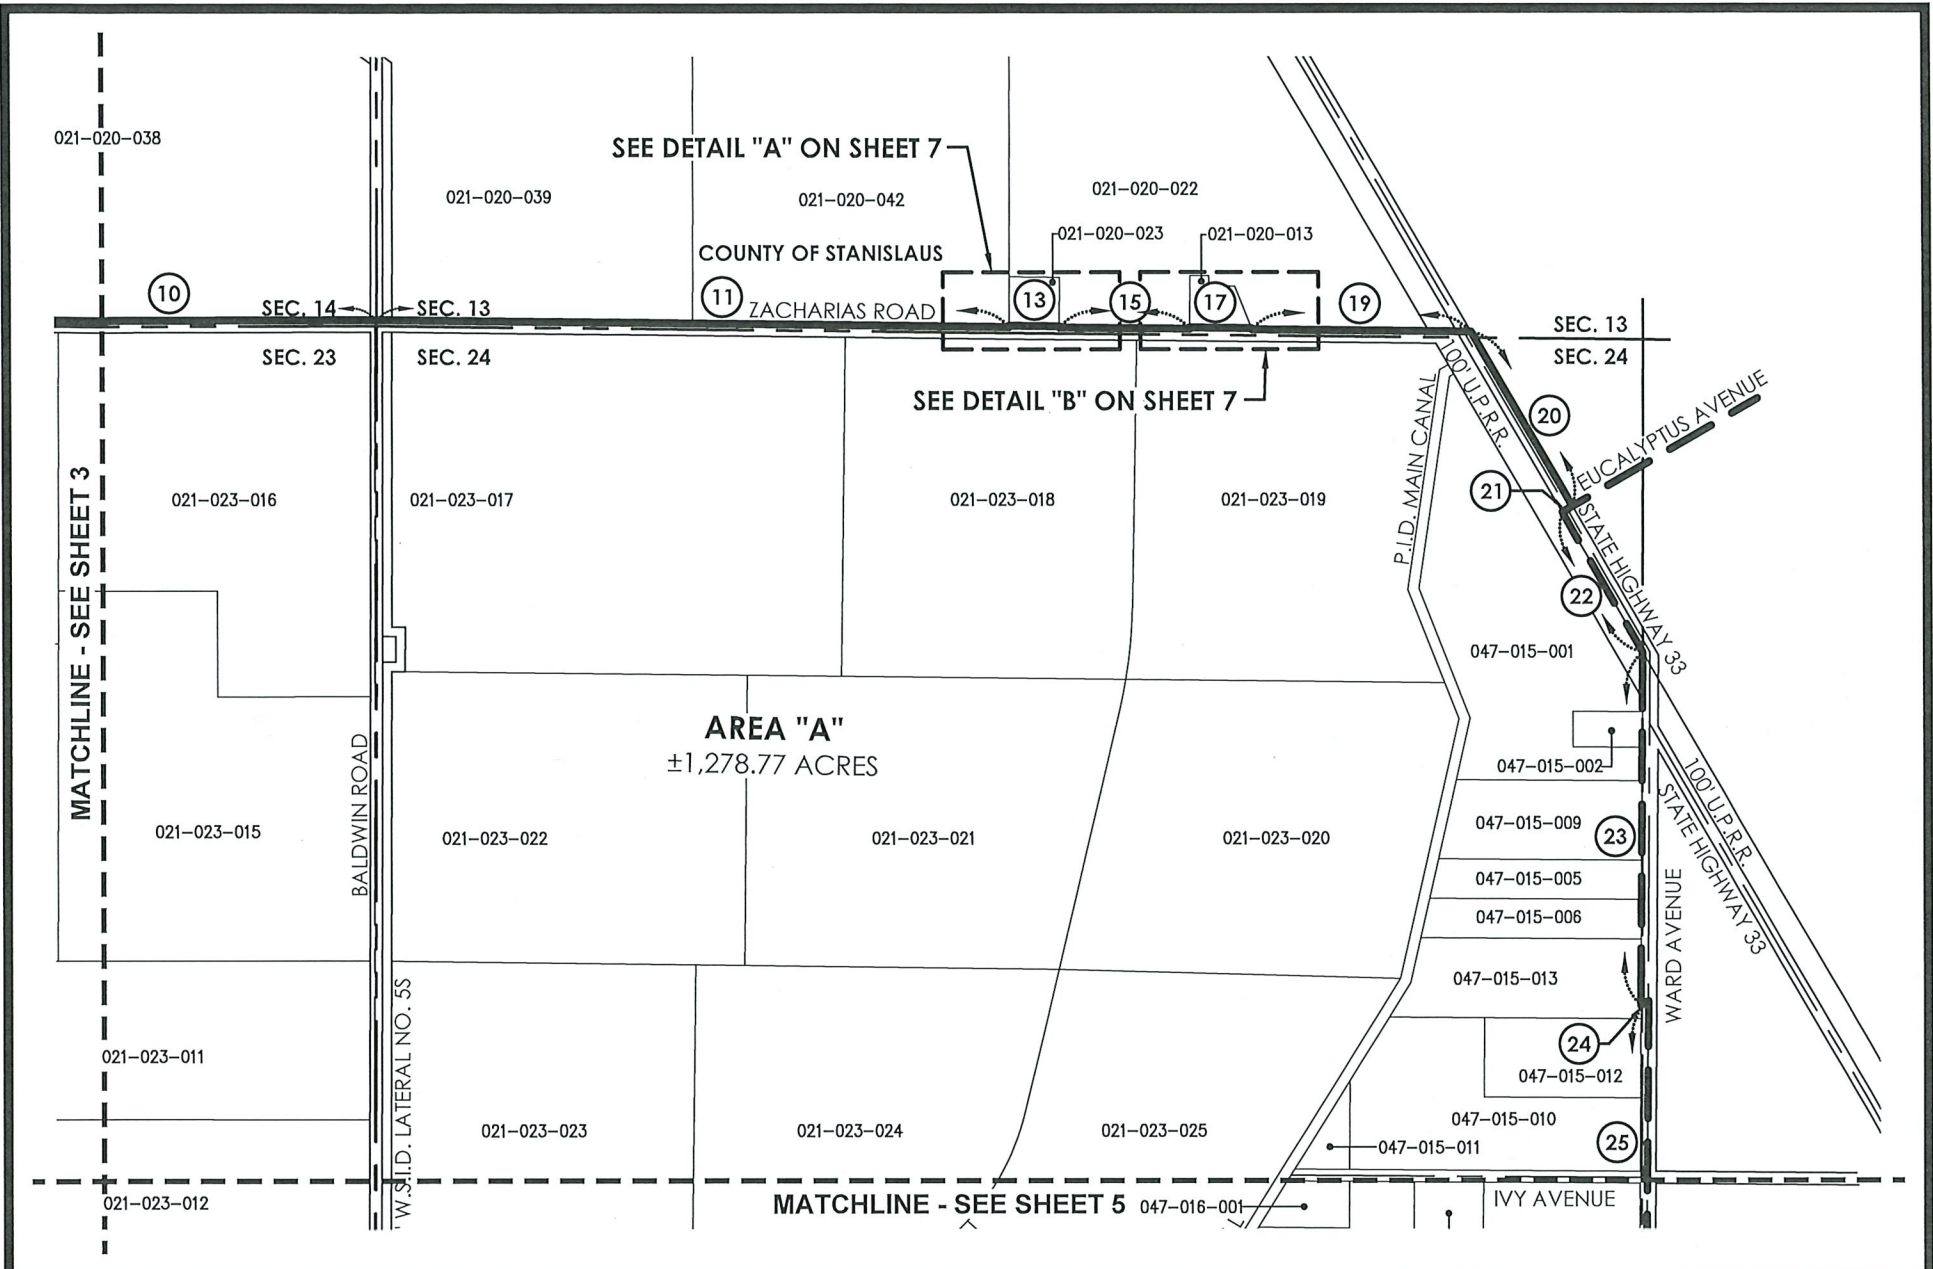 021-020-038
SEE DETAIL "A" ON SHEET 7
021-020-039
021-020-042
021-020-022
021-020-023
021-020-013
COUNTY OF STANISLAUS
10
SEC. 14
SEC. 13
11
ZACHARIAS ROAD
11
13
15
17
19
SEC. 13
SEC. 24
SEC. 23
SEC. 24
SEE DETAIL "B" ON SHEET 7
100' U.P.R.R.
P.I.D. MAIN CANAL
20
EUCALYPTUS AVENUE
21
STATE HIGHWAY 33
22
MATCHLINE - SEE SHEET 3
021-023-016
021-023-017
021-023-018
021-023-019
047-015-001
AREA "A"
±1,278.77 ACRES
047-015-002
100' U.P.R.R.
STATE HIGHWAY 33
BALDWIN ROAD
021-023-015
021-023-022
021-023-021
021-023-020
047-015-009
23
047-015-005
047-015-006
WARD AVENUE
047-015-013
24
W.S.I.D. LATERAL NO. 5S
021-023-011
047-015-012
047-015-010
021-023-023
021-023-024
021-023-025
047-015-011
25
021-023-012
MATCHLINE - SEE SHEET 5
047-016-001
IVY AVENUE